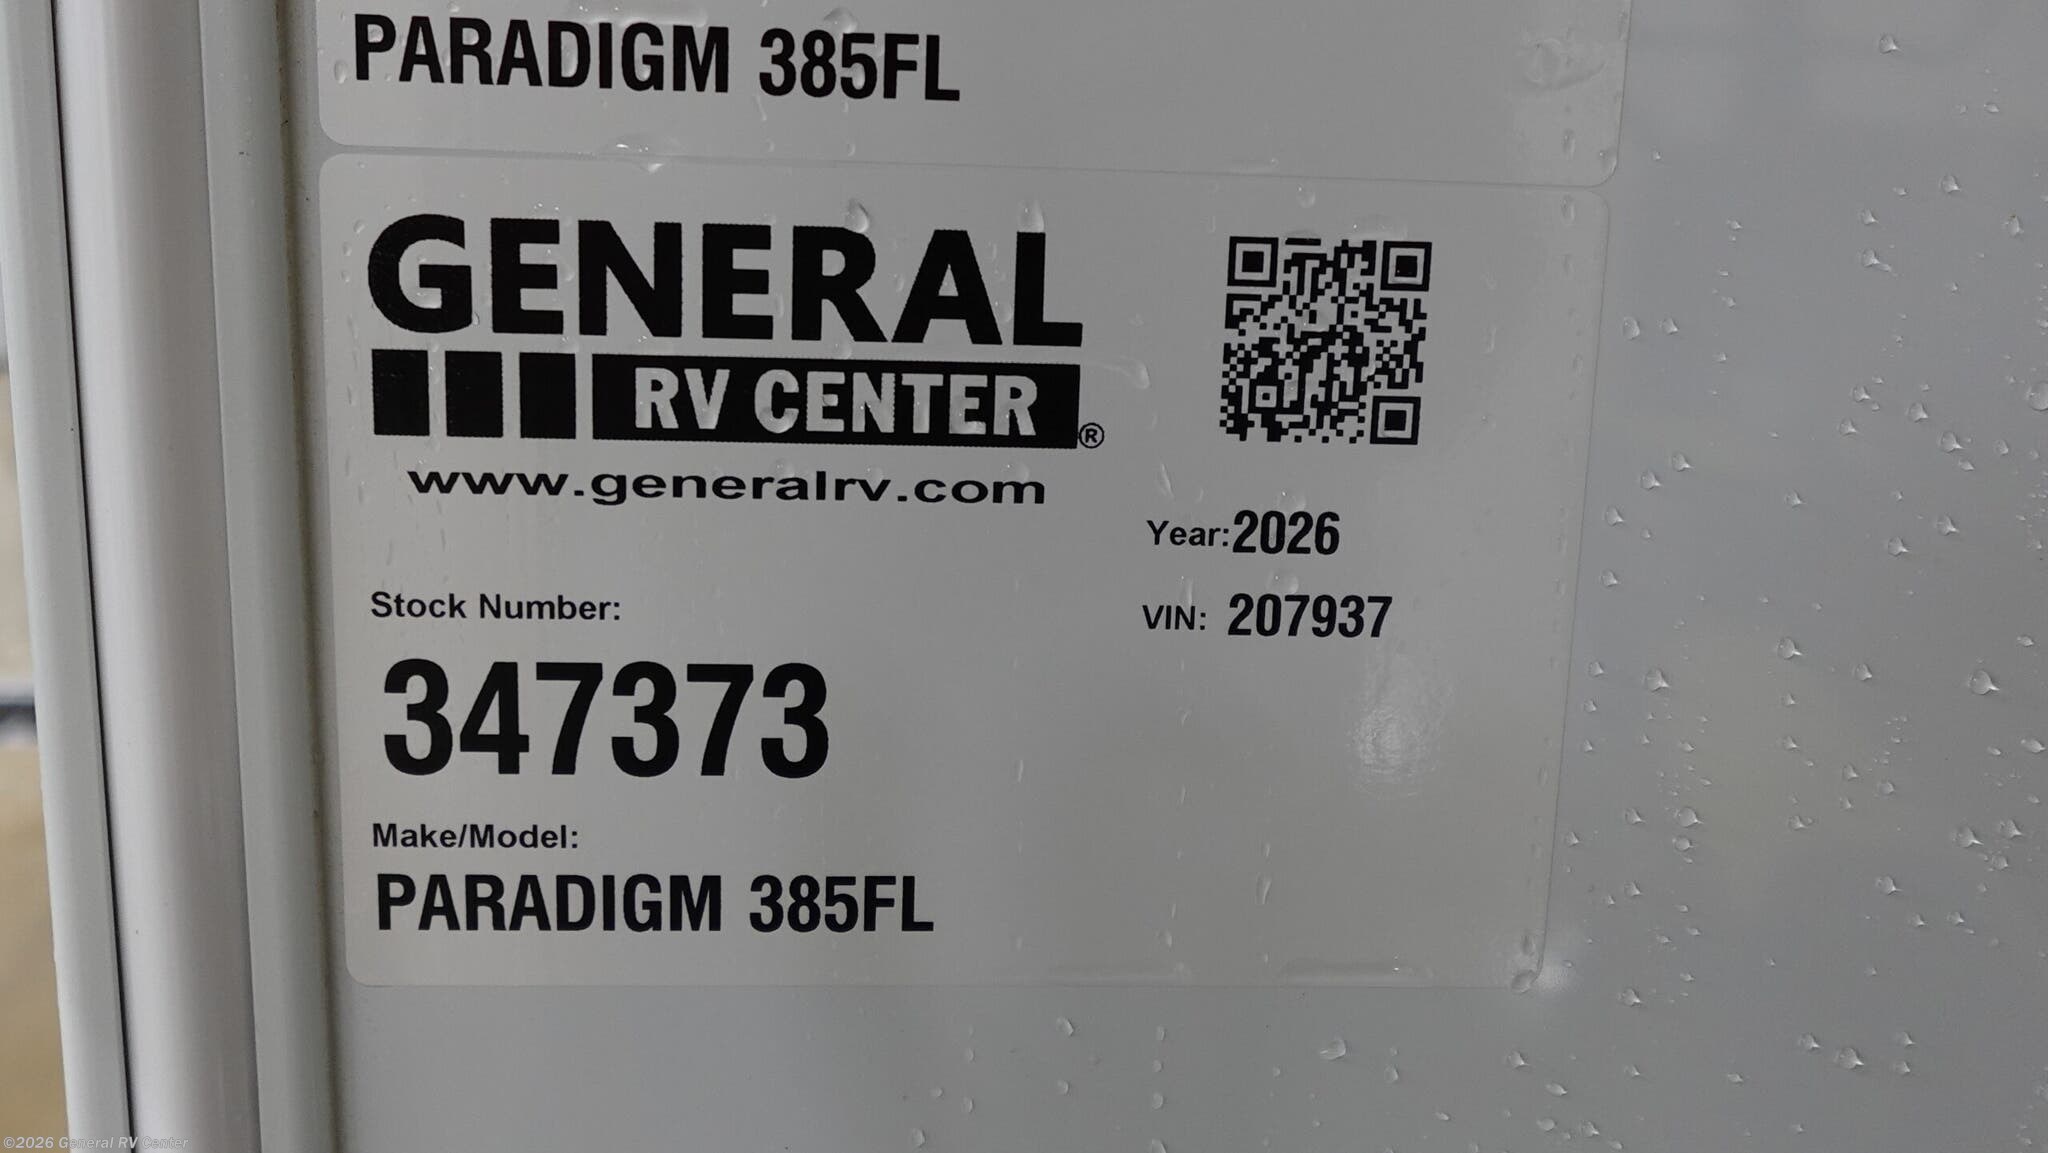 PARADIGM 385FL
GENERAL
RV CENTER®
www.generalrv.com
Year: 2026
VIN: 207937
Stock Number:
347373
Make/Model:
PARADIGM 385FL
©2026 General RV Center